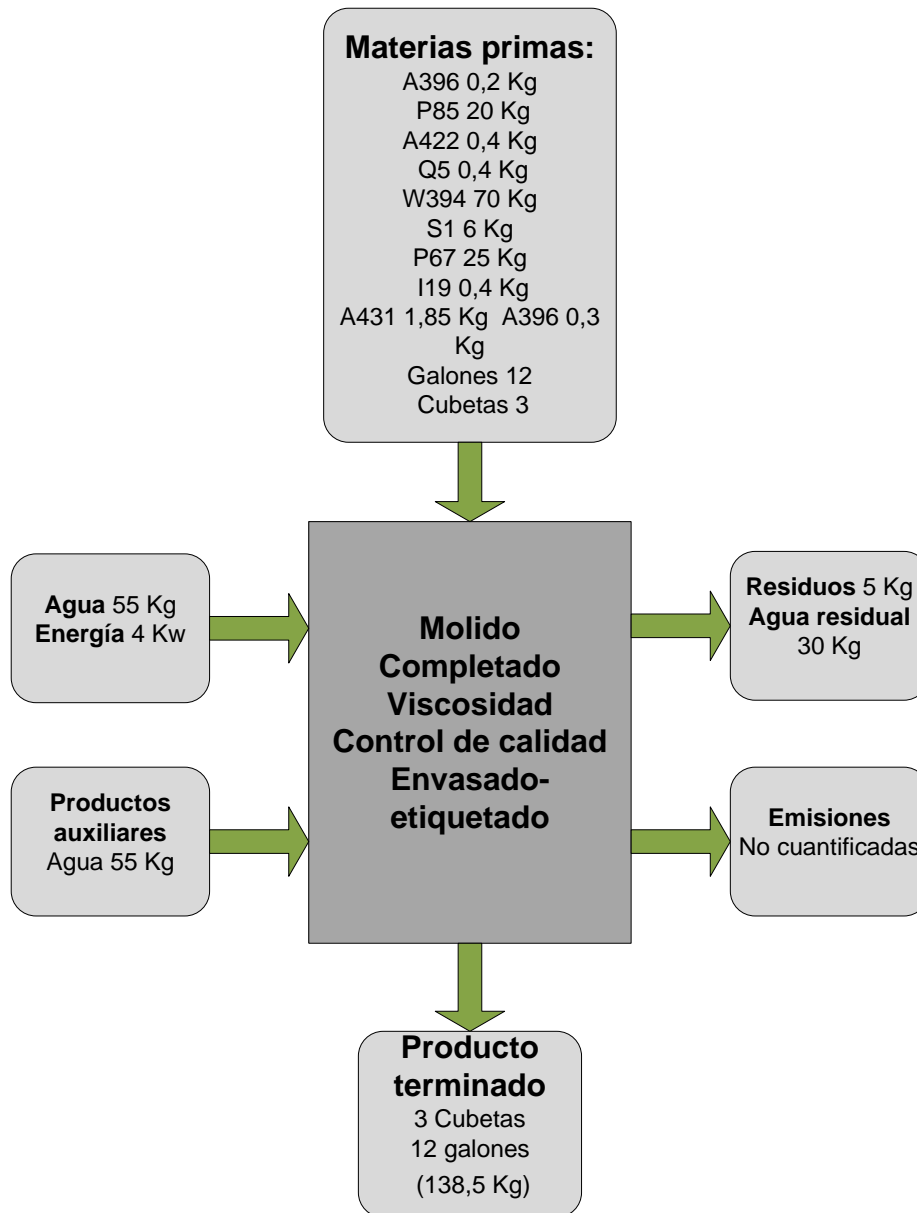 Materias primas:
A396 0,2 Kg
P85 20 Kg
A422 0,4 Kg
Q5 0,4 Kg
W394 70 Kg
S1 6 Kg
P67 25 Kg
I19 0,4 Kg
A431 1,85 Kg A396 0,3
Kg
Galones 12
Cubetas 3
Agua 55 Kg
Energía 4 Kw
Productos
auxiliares
Agua 55 Kg
Molido
Completado
Viscosidad
Control de calidad
Envasado-
etiquetado
Residuos 5 Kg
Agua residual
30 Kg
Emisiones
No cuantificadas
Producto
terminado
3 Cubetas
12 galones
(138,5 Kg)